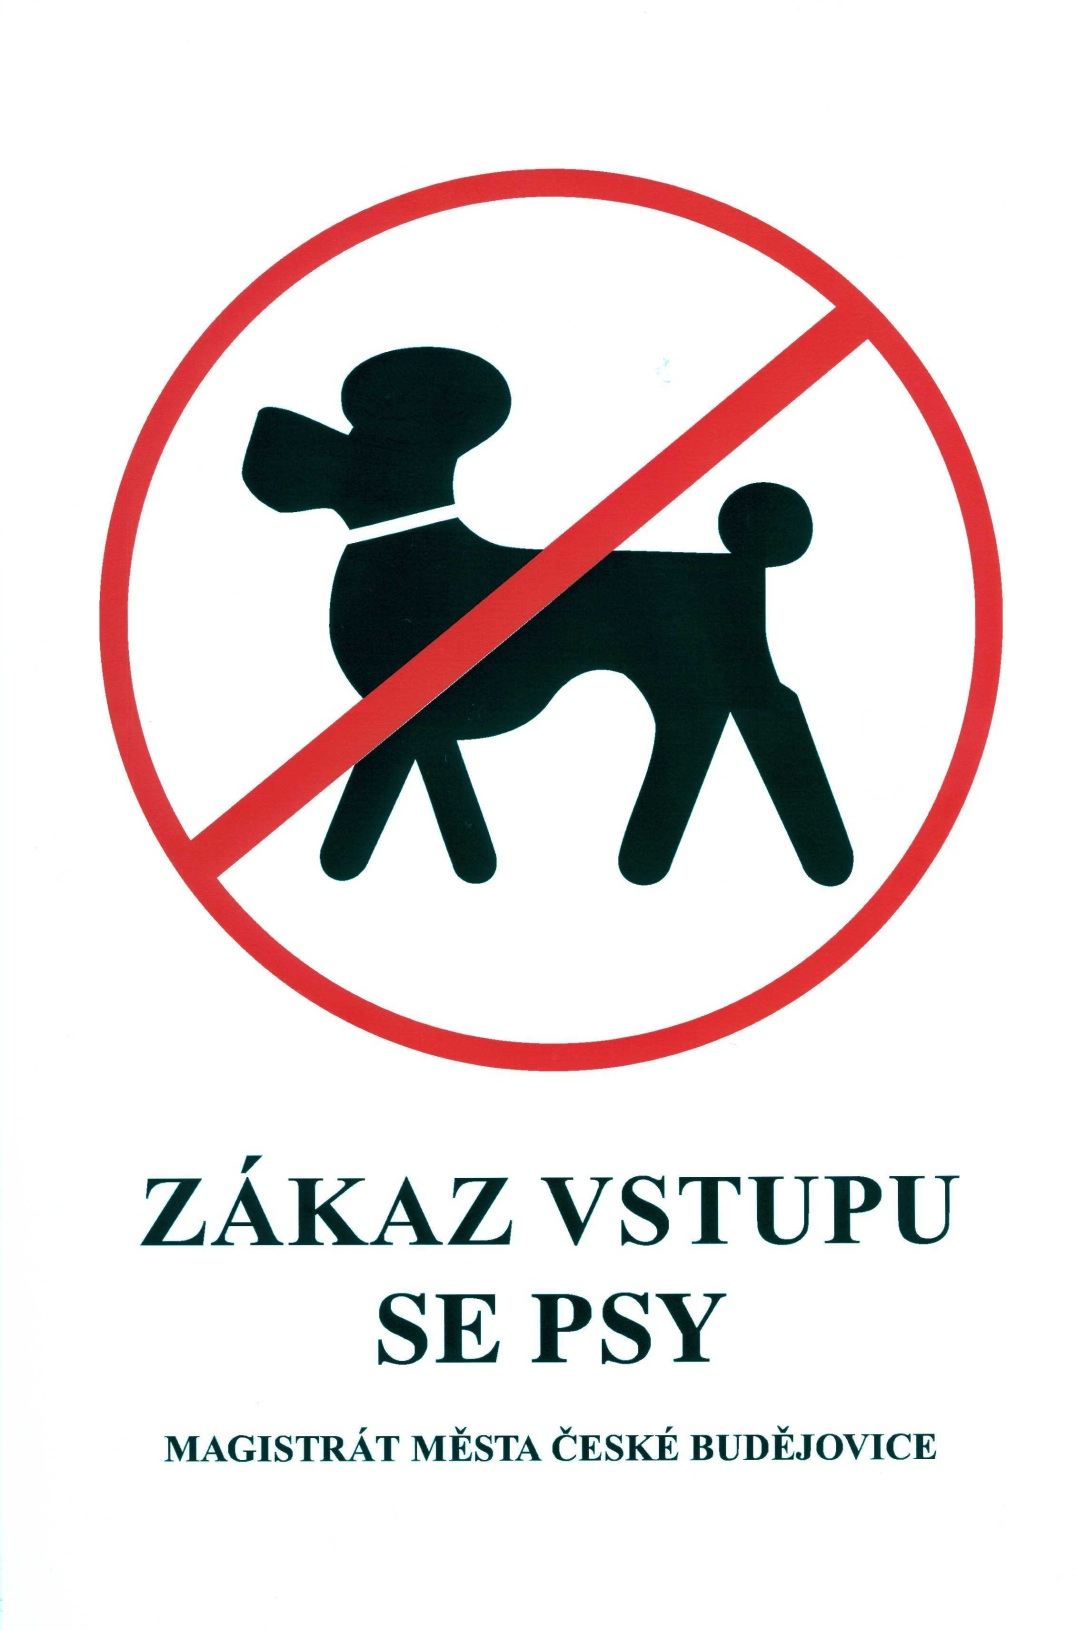 ZÁKAZ VSTUPU
SE PSY
MAGISTRÁT MĚSTA ČESKÉ BUDĚJOVICE